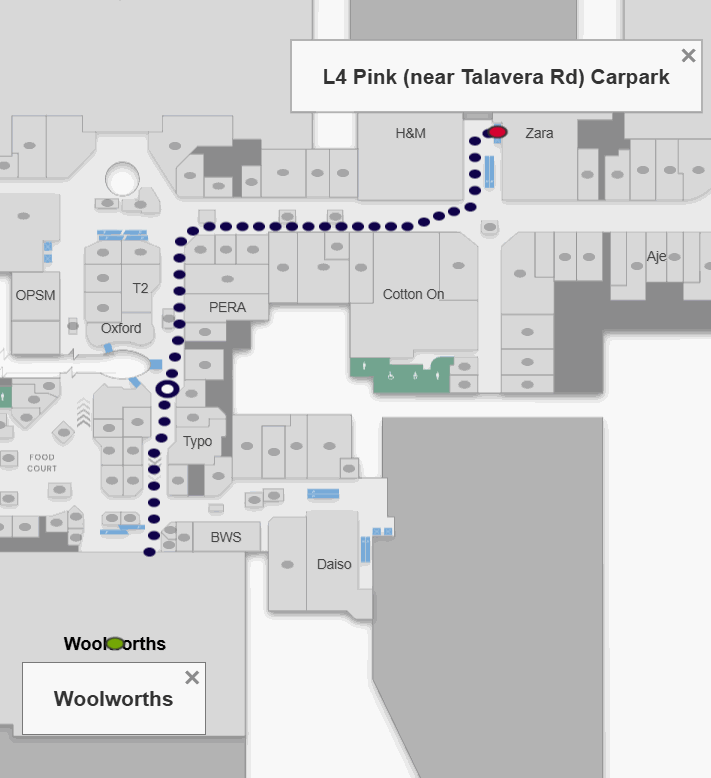 L4 Pink (near Talavera Rd) Carpark
H&M
Zara
Aje
OPSM
T2
PERA
Cotton On
Oxford
Typo
FOOD
COURT
BWS
Daiso
Woolworths
Woolworths